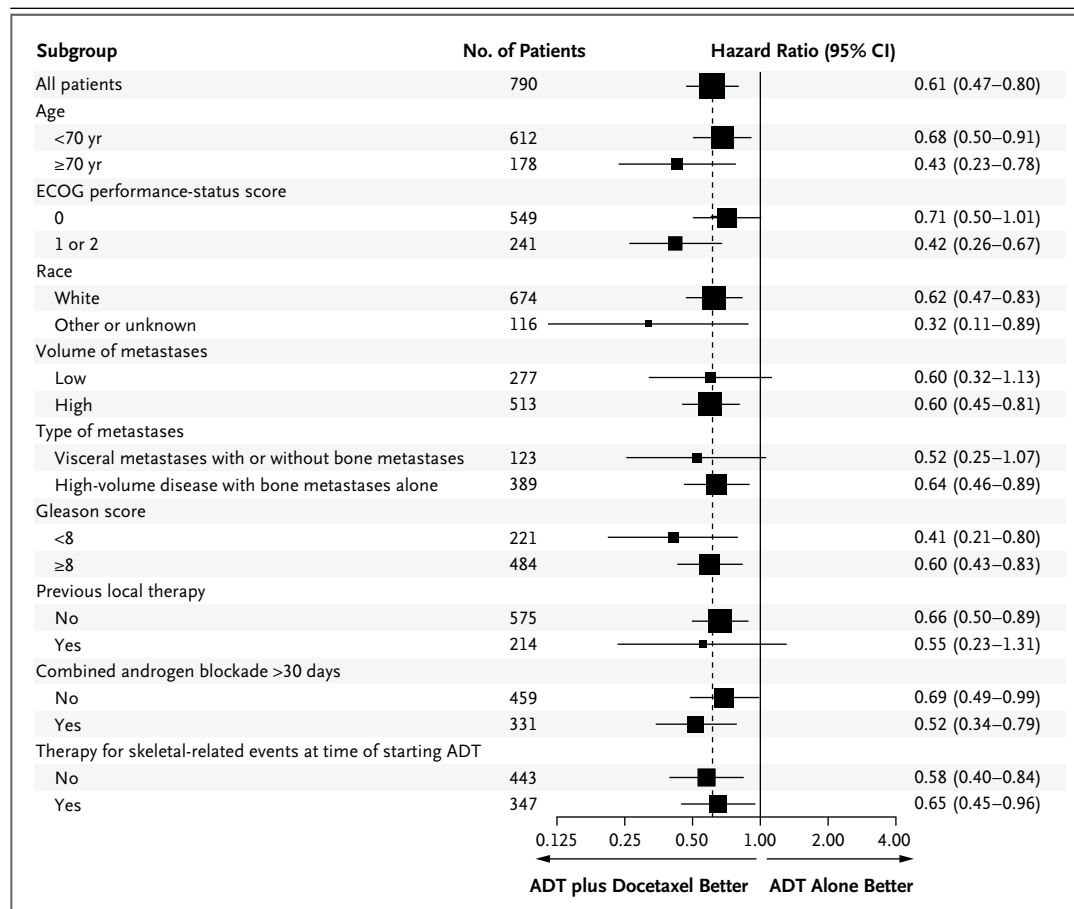 Subgroup No. of Patients Hazard Ratio (95% CI)
All patients 790 0.61 (0.47–0.80)
Age
<70 yr 612 0.68 (0.50–0.91)
≥70 yr 178 0.43 (0.23–0.78)
ECOG performance-status score
0 549 0.71 (0.50–1.01)
1 or 2 241 0.42 (0.26–0.67)
Race
White 674 0.62 (0.47–0.83)
Other or unknown 116 0.32 (0.11–0.89)
Volume of metastases
Low 277 0.60 (0.32–1.13)
High 513 0.60 (0.45–0.81)
Type of metastases
Visceral metastases with or without bone metastases 123 0.52 (0.25–1.07)
High-volume disease with bone metastases alone 389 0.64 (0.46–0.89)
Gleason score
<8 221 0.41 (0.21–0.80)
≥8 484 0.60 (0.43–0.83)
Previous local therapy
No 575 0.66 (0.50–0.89)
Yes 214 0.55 (0.23–1.31)
Combined androgen blockade >30 days
No 459 0.69 (0.49–0.99)
Yes 331 0.52 (0.34–0.79)
Therapy for skeletal-related events at time of starting ADT
No 443 0.58 (0.40–0.84)
Yes 347 0.65 (0.45–0.96)
0.125 0.25 0.50 1.00 2.00 4.00
ADT plus Docetaxel Better ADT Alone Better